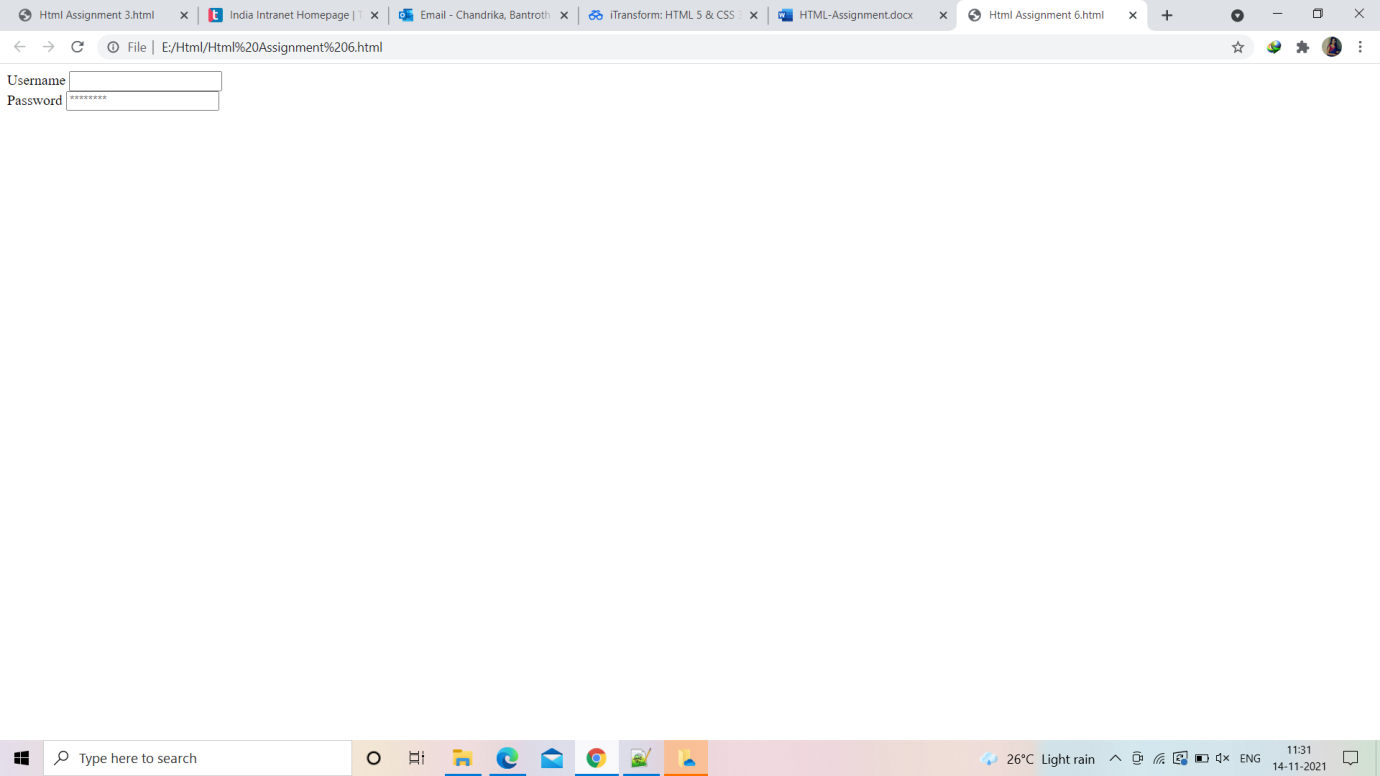 Html Assignment 3.html
India Intranet Homepage |
Email - Chandrika, Bantroth
iTransform: HTML 5 & CSS
HTML-Assignment.docx
Html Assignment 6.html
File | E:/Html/Html%20Assignment%206.html
Username
Password ********
Type here to search
26°C Light rain
ENG
11:31
14-11-2021